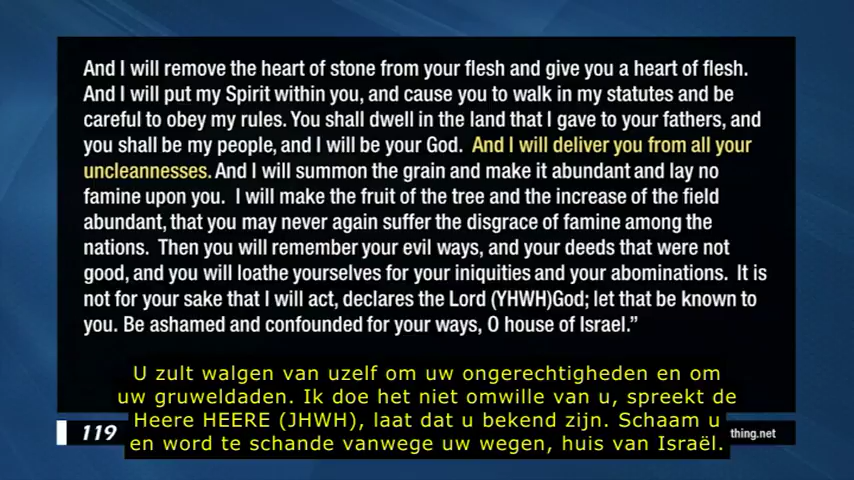 And I will remove the heart of stone from your flesh and give you a heart of flesh.
And I will put my Spirit within you, and cause you to walk in my statutes and be
careful to obey my rules. You shall dwell in the land that I gave to your fathers, and
you shall be my people, and I will be your God. And I will deliver you from all your
uncleannesses. And I will summon the grain and make it abundant and lay no
famine upon you. I will make the fruit of the tree and the increase of the field
abundant, that you may never again suffer the disgrace of famine among the
nations. Then you will remember your evil ways, and your deeds that were not
good, and you will loathe yourselves for your iniquities and your abominations. It is
not for your sake that I will act, declares the Lord (YHWH)God; let that be known to
you. Be ashamed and confounded for your ways, O house of Israel.”
U zult walgen van uzelf om uw ongerechtigheden en om
uw gruweldaden. Ik doe het niet omwille van u, spreekt de
Heere HEERE (JHWH), laat dat u bekend zijn. Schaam u
en word te schande vanwege uw wegen, huis van Israël.
119
thing.net